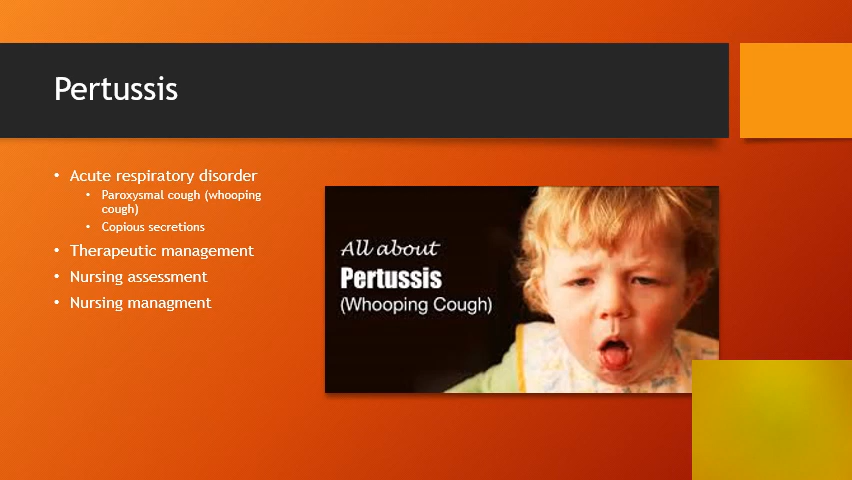 Pertussis
• Acute respiratory disorder
• Paroxysmal cough (whooping
cough)
• Copious secretions
• Therapeutic management
• Nursing assessment
• Nursing managment
All about
Pertussis
(Whooping Cough)